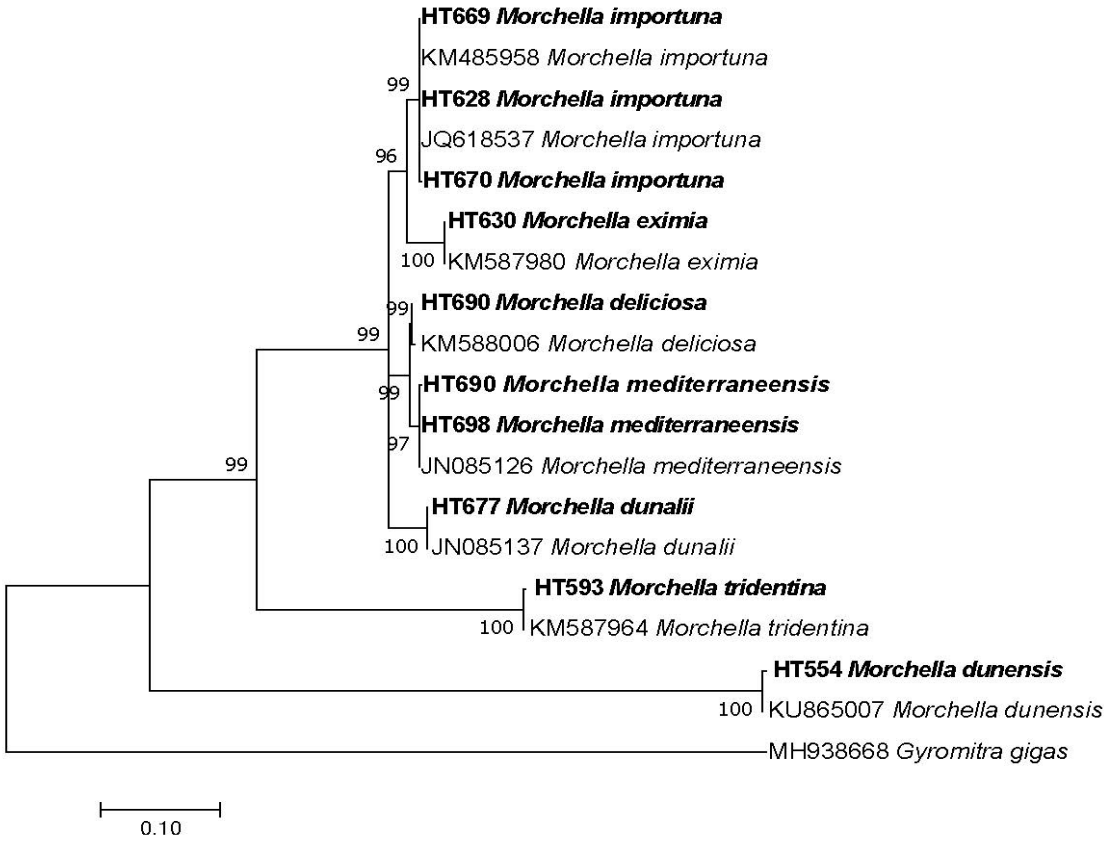 HT669 Morchella importuna
KM485958 Morchella importuna
99
HT628 Morchella importuna
JQ618537 Morchella importuna
96
HT670 Morchella importuna
HT630 Morchella eximia
100
KM587980 Morchella eximia
99
HT690 Morchella deliciosa
99
KM588006 Morchella deliciosa
99
HT690 Morchella mediterraneensis
HT698 Morchella mediterraneensis
97
JN085126 Morchella mediterraneensis
99
HT677 Morchella dunalii
100
JN085137 Morchella dunalii
HT593 Morchella tridentina
100
KM587964 Morchella tridentina
HT554 Morchella dunensis
100
KU865007 Morchella dunensis
MH938668 Gyromitra gigas
0.10